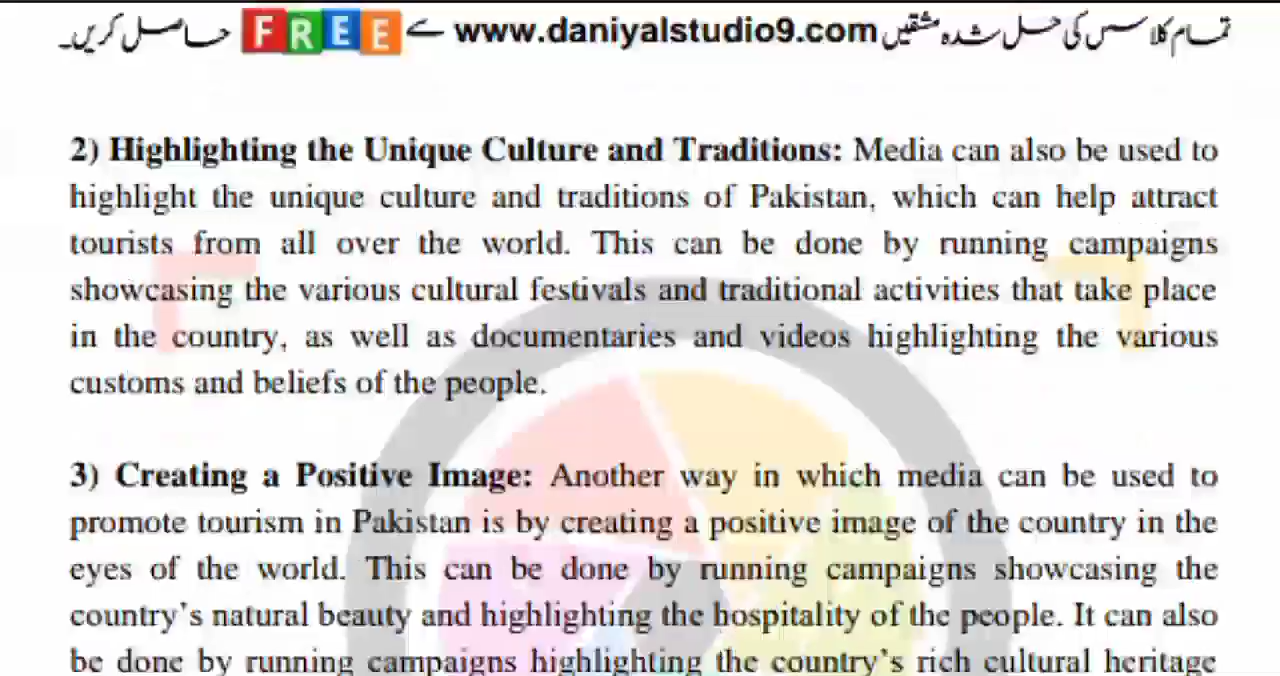 تمام کلاسس کی حل شدہ مشقیں www.daniyalstudio9.com سے FREE حاصل کریں۔
2) Highlighting the Unique Culture and Traditions: Media can also be used to
highlight the unique culture and traditions of Pakistan, which can help attract
tourists from all over the world. This can be done by running campaigns
showcasing the various cultural festivals and traditional activities that take place
in the country, as well as documentaries and videos highlighting the various
customs and beliefs of the people.
3) Creating a Positive Image: Another way in which media can be used to
promote tourism in Pakistan is by creating a positive image of the country in the
eyes of the world. This can be done by running campaigns showcasing the
country's natural beauty and highlighting the hospitality of the people. It can also
be done by running campaigns highlighting the country's rich cultural heritage